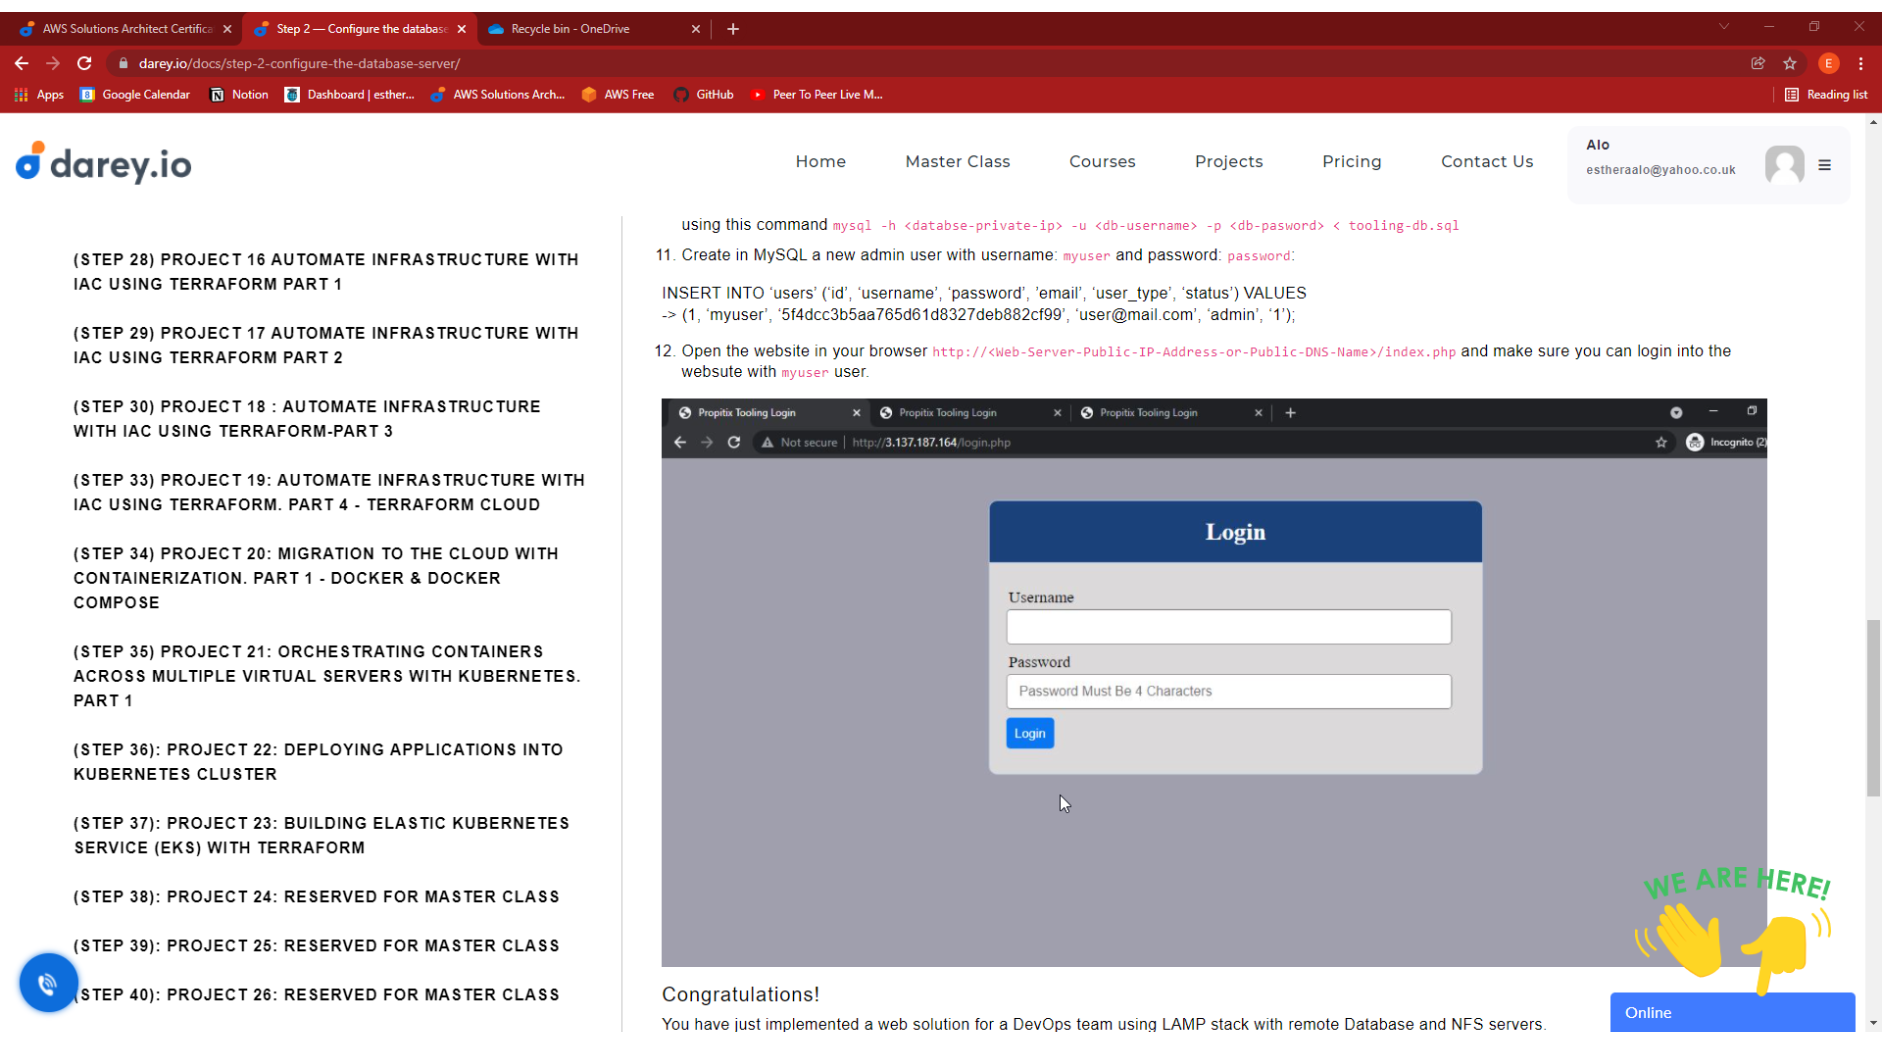 AWS Solutions Architect Certifica
Step 2 — Configure the database
Recycle bin - OneDrive
darey.io/docs/step-2-configure-the-database-server/
E
Apps
Google Calendar
Notion
Dashboard | esther...
AWS Solutions Arch...
AWS Free
GitHub
Peer To Peer Live M...
Reading list
darey.io
Home
Master Class
Courses
Projects
Pricing
Contact Us
Alo
estheraalo@yahoo.co.uk
(STEP 28) PROJECT 16 AUTOMATE INFRASTRUCTURE WITH
IAC USING TERRAFORM PART 1
(STEP 29) PROJECT 17 AUTOMATE INFRASTRUCTURE WITH
IAC USING TERRAFORM PART 2
(STEP 30) PROJECT 18 : AUTOMATE INFRASTRUCTURE
WITH IAC USING TERRAFORM-PART 3
(STEP 33) PROJECT 19: AUTOMATE INFRASTRUCTURE WITH
IAC USING TERRAFORM. PART 4 - TERRAFORM CLOUD
(STEP 34) PROJECT 20: MIGRATION TO THE CLOUD WITH
CONTAINERIZATION. PART 1 - DOCKER & DOCKER
COMPOSE
(STEP 35) PROJECT 21: ORCHESTRATING CONTAINERS
ACROSS MULTIPLE VIRTUAL SERVERS WITH KUBERNETES.
PART 1
(STEP 36): PROJECT 22: DEPLOYING APPLICATIONS INTO
KUBERNETES CLUSTER
(STEP 37): PROJECT 23: BUILDING ELASTIC KUBERNETES
SERVICE (EKS) WITH TERRAFORM
(STEP 38): PROJECT 24: RESERVED FOR MASTER CLASS
(STEP 39): PROJECT 25: RESERVED FOR MASTER CLASS
(STEP 40): PROJECT 26: RESERVED FOR MASTER CLASS
using this command mysql -h <databse-private-ip> -u <db-username> -p <db-pasword> < tooling-db.sql
11. Create in MySQL a new admin user with username: myuser and password: password:
INSERT INTO ‘users’ (‘id’, ‘username’, ‘password’, ’email’, ‘user_type’, ‘status’) VALUES
-> (1, ‘myuser’, ‘5f4dcc3b5aa765d61d8327deb882cf99’, ‘user@mail.com’, ‘admin’, ‘1’);
12. Open the website in your browser http://<Web-Server-Public-IP-Address-or-Public-DNS-Name>/index.php and make sure you can login into the
websute with myuser user.
Propitix Tooling Login
Propitix Tooling Login
Propitix Tooling Login
Not secure | http://3.137.187.164/login.php
Incognito (2)
Login
Username
Password
Password Must Be 4 Characters
Login
WE ARE HERE!
Congratulations!
You have just implemented a web solution for a DevOps team using LAMP stack with remote Database and NFS servers.
Online